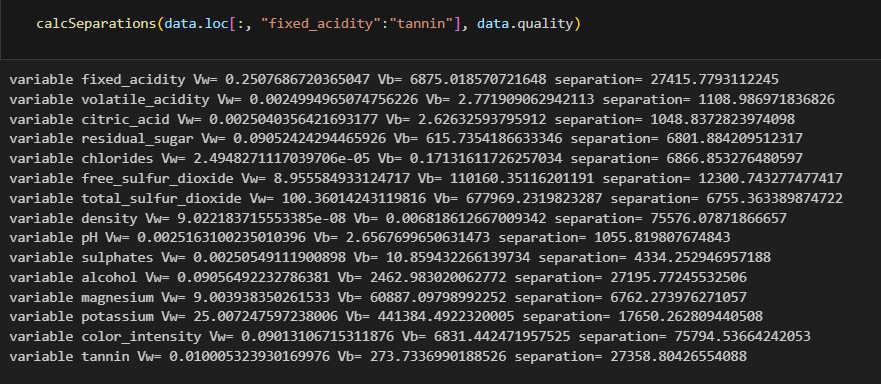 calcSeparations(data.loc[:, "fixed_acidity":"tannin"], data.quality)
variable fixed_acidity Vw= 0.2507686720365047 Vb= 6875.018570721648 separation= 27415.7793112245
variable volatile_acidity Vw= 0.0024994965074756226 Vb= 2.771909062942113 separation= 1108.986971836826
variable citric_acid Vw= 0.0025040356421693177 Vb= 2.62632593795912 separation= 1048.8372823974098
variable residual_sugar Vw= 0.09052424294465926 Vb= 615.7354186633346 separation= 6801.884209512317
variable chlorides Vw= 2.4948271117039706e-05 Vb= 0.17131611726257034 separation= 6866.853276480597
variable free_sulfur_dioxide Vw= 8.955584933124717 Vb= 110160.35116201191 separation= 12300.743277477417
variable total_sulfur_dioxide Vw= 100.36014243119816 Vb= 677969.2319823287 separation= 6755.363389874722
variable density Vw= 9.022183715553385e-08 Vb= 0.006818612667009342 separation= 75576.07871866657
variable pH Vw= 0.0025163100235010396 Vb= 2.6567699650631473 separation= 1055.819807674843
variable sulphates Vw= 0.00250549111900898 Vb= 10.859432266139734 separation= 4334.252946957188
variable alcohol Vw= 0.09056492232786381 Vb= 2462.983020062772 separation= 27195.77245532506
variable magnesium Vw= 9.003938350261533 Vb= 60887.09798992252 separation= 6762.273976271057
variable potassium Vw= 25.007247597238006 Vb= 441384.4922320005 separation= 17650.262809440508
variable color_intensity Vw= 0.09013106715311876 Vb= 6831.442471957525 separation= 75794.53664242053
variable tannin Vw= 0.010005323930169976 Vb= 273.7336990188526 separation= 27358.80426554088